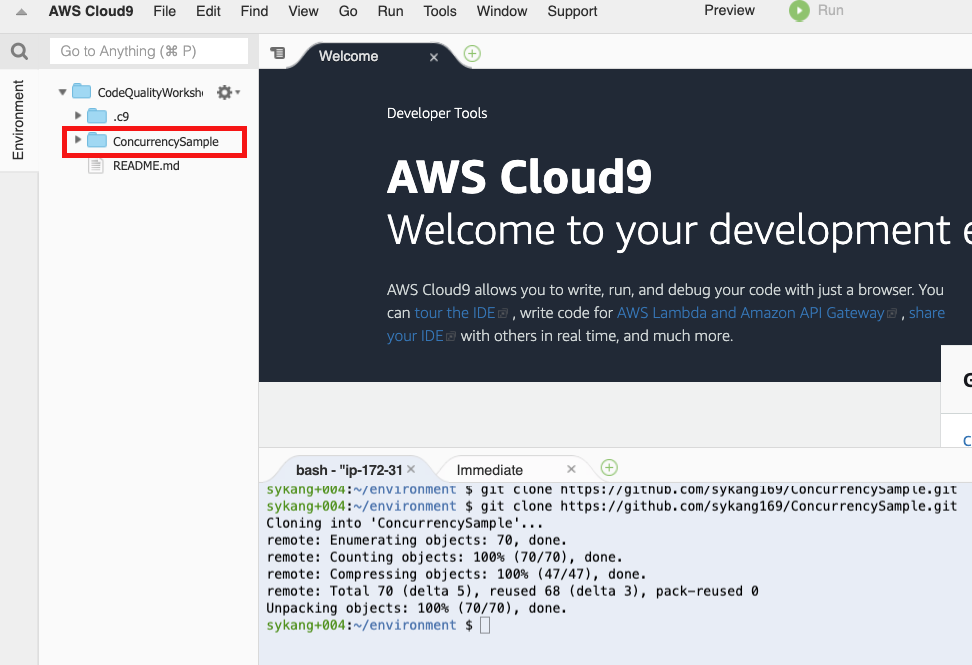 AWS Cloud9 File Edit Find View Go Run Tools Window Support Preview Run
Go to Anything (⌘ P)
Welcome
Environment
CodeQualityWorksh
.c9
ConcurrencySample
README.md
Developer Tools
AWS Cloud9
Welcome to your development e
AWS Cloud9 allows you to write, run, and debug your code with just a browser. You
can tour the IDE , write code for AWS Lambda and Amazon API Gateway , share
your IDE with others in real time, and much more.
G
C
bash - "ip-172-31 Immediate
sykang+004:~/environment $ git clone https://github.com/sykang169/ConcurrencySample.git
sykang+004:~/environment $ git clone https://github.com/sykang169/ConcurrencySample.git
Cloning into 'ConcurrencySample'...
remote: Enumerating objects: 70, done.
remote: Counting objects: 100% (70/70), done.
remote: Compressing objects: 100% (47/47), done.
remote: Total 70 (delta 5), reused 68 (delta 3), pack-reused 0
Unpacking objects: 100% (70/70), done.
sykang+004:~/environment $